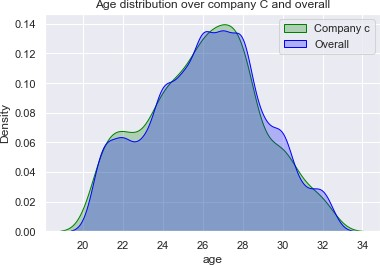 Age distribution over company C and overall
Company c
Overall
Density
0.14
0.12
0.10
0.08
0.06
0.04
0.02
0.00
20 22 24 26 28 30 32 34
age